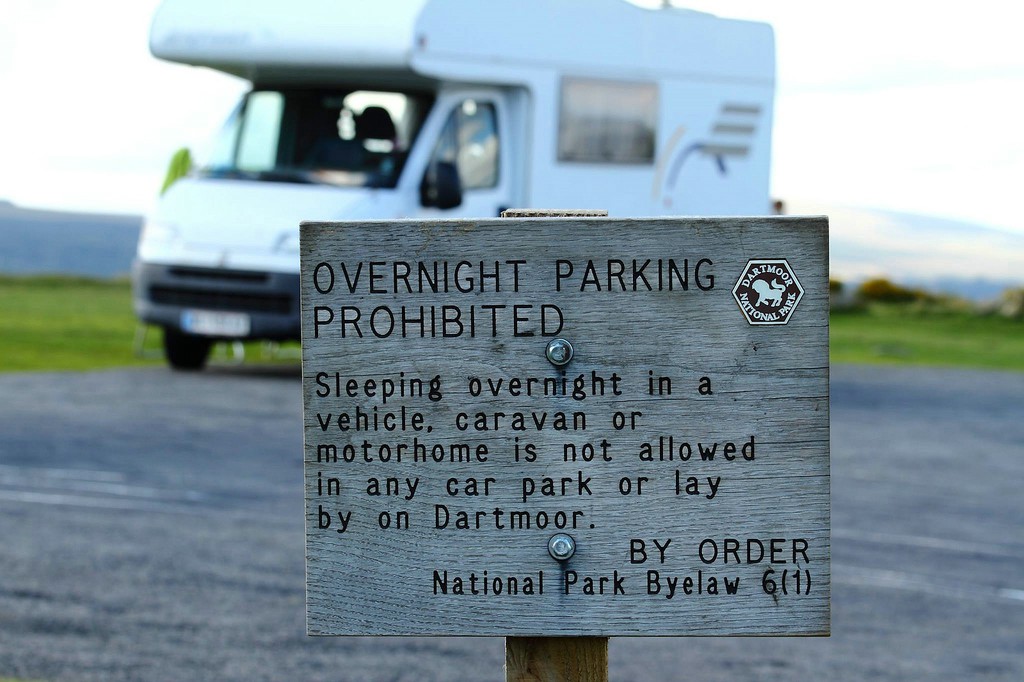 OVERNIGHT PARKING
PROHIBITED
DARTMOOR
NATIONAL PARK
Sleeping overnight in a
vehicle, caravan or
motorhome is not allowed
in any car park or lay
by on Dartmoor.
BY ORDER
National Park Byelaw 6(1)